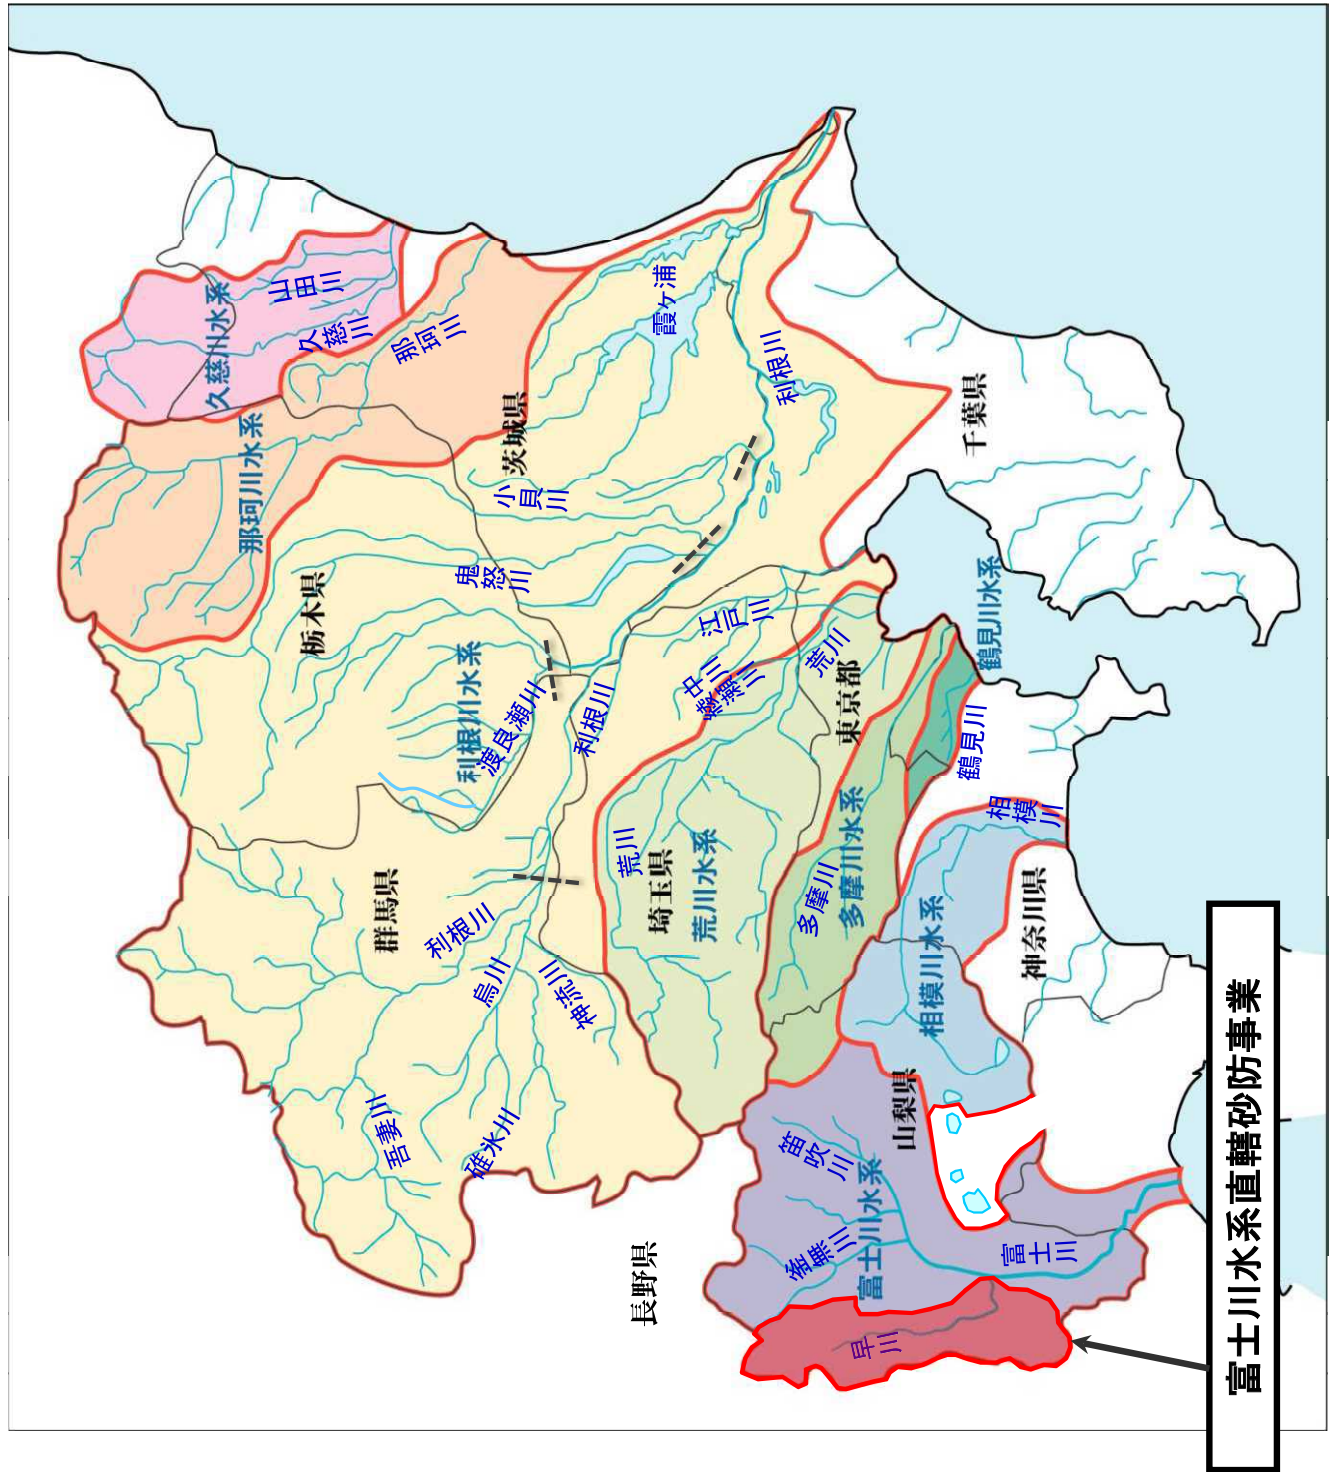 久慈川水系
山田川
久慈川
那珂川
那珂川水系
霞ヶ浦
利根川
茨城県
千葉県
小貝川
鬼怒川
栃木県
利根川水系
渡良瀬川
利根川
江戸川
中川
綾瀬川
荒川
東京都
鶴見川水系
鶴見川
相模川
群馬県
利根川
烏川
神流川
荒川
埼玉県
荒川水系
多摩川
多摩川水系
相模川水系
神奈川県
吾妻川
碓氷川
山梨県
笛吹川
富士川水系
釜無川
富士川
長野県
早川
富士川水系直轄砂防事業